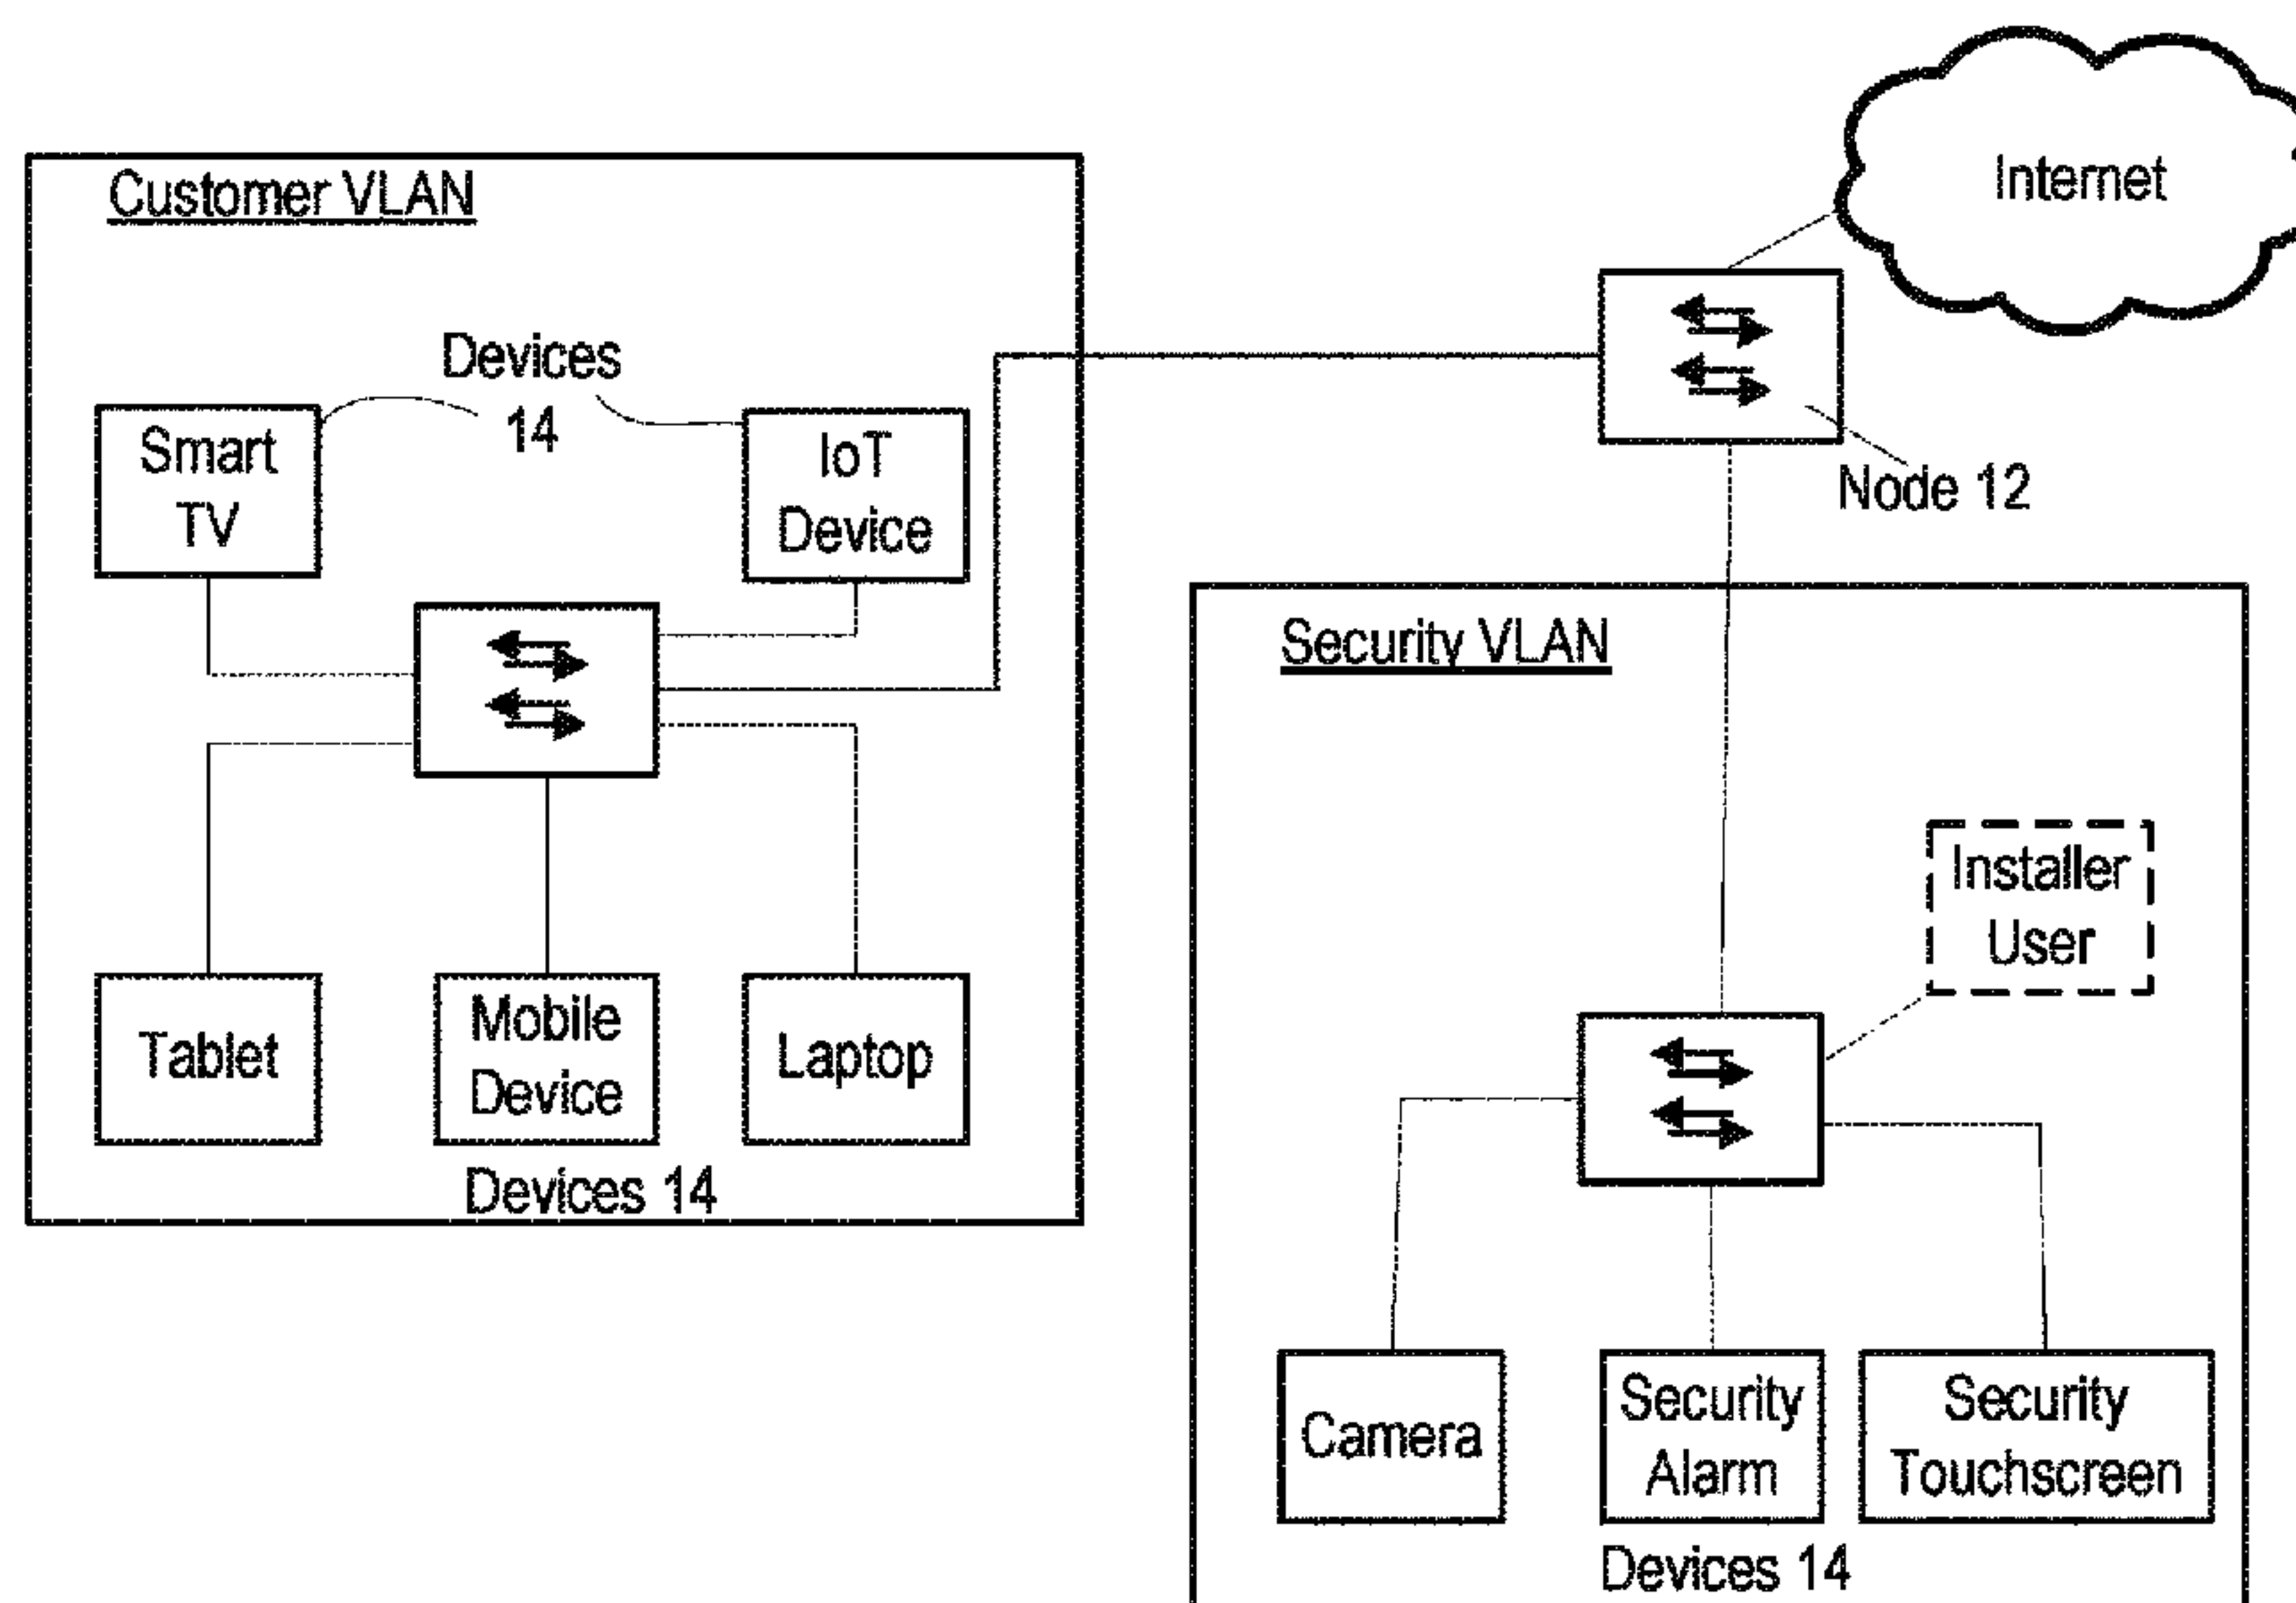 Internet
Customer VLAN
Devices
14
Smart
TV
IoT
Device
Node 12
Security VLAN
Installer
User
Tablet
Mobile
Device
Laptop
Devices 14
Camera
Security
Alarm
Security
Touchscreen
Devices 14